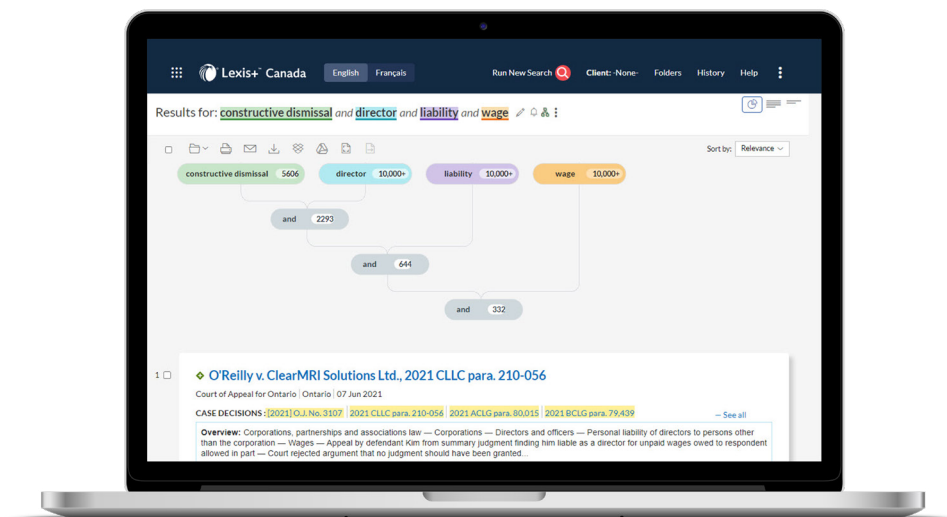 Lexis+ Canada English Français Run New Search Client: -None- Folders History Help
Results for: constructive dismissal and director and liability and wage
Sort by: Relevance
constructive dismissal 5606 director 10,000+ liability 10,000+ wage 10,000+
and 2293
and 644
and 332
1 O'Reilly v. ClearMRI Solutions Ltd., 2021 CLLC para. 210-056
Court of Appeal for Ontario | Ontario | 07 Jun 2021
CASE DECISIONS : [2021] O.J. No. 3107 | 2021 CLLC para. 210-056 | 2021 ACLG para. 80,015 | 2021 BCLG para. 79,439 – See all
Overview: Corporations, partnerships and associations law — Corporations — Directors and officers — Personal liability of directors to persons other
than the corporation — Wages — Appeal by defendant Kim from summary judgment finding him liable as a director for unpaid wages owed to respondent
allowed in part — Court rejected argument that no judgment should have been granted...